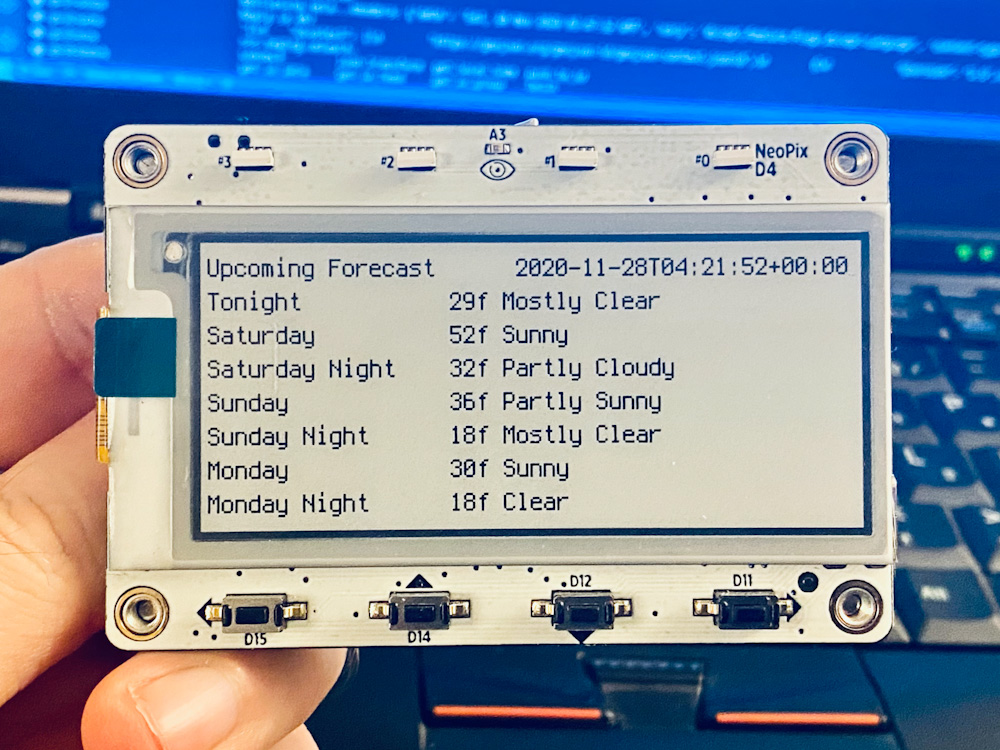 A3
#3 #2 #1 #0 NeoPix
D4
Upcoming Forecast 2020-11-28T04:21:52+00:00
Tonight 29f Mostly Clear
Saturday 52f Sunny
Saturday Night 32f Partly Cloudy
Sunday 36f Partly Sunny
Sunday Night 18f Mostly Clear
Monday 30f Sunny
Monday Night 18f Clear
D15 D14 D12 D11